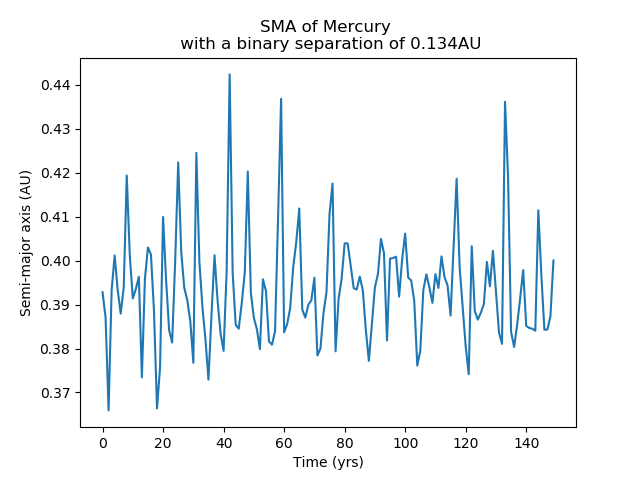 SMA of Mercury
with a binary separation of 0.134AU
0.44
0.43
0.42
0.41
0.40
0.39
0.38
0.37
Semi-major axis (AU)
0 20 40 60 80 100 120 140
Time (yrs)